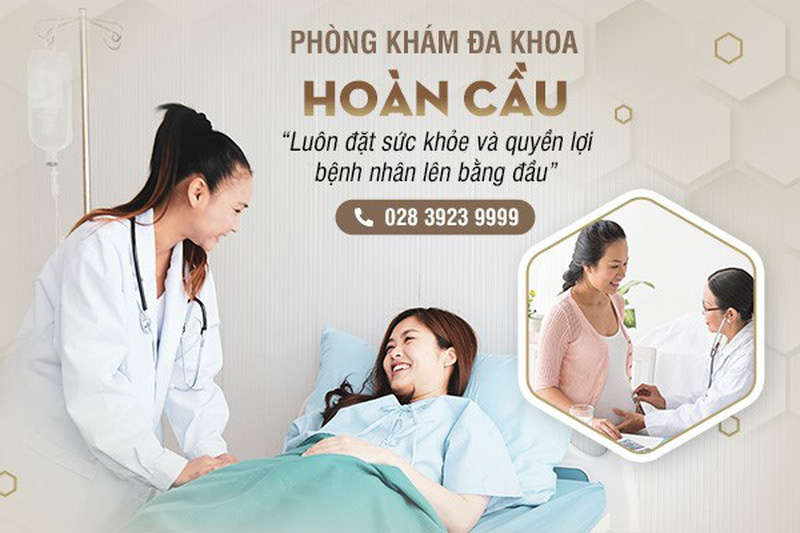 PHÒNG KHÁM ĐA KHOA
HOÀN CẦU
“Luôn đặt sức khỏe và quyền lợi
bệnh nhân lên bằng đầu”
028 3923 9999